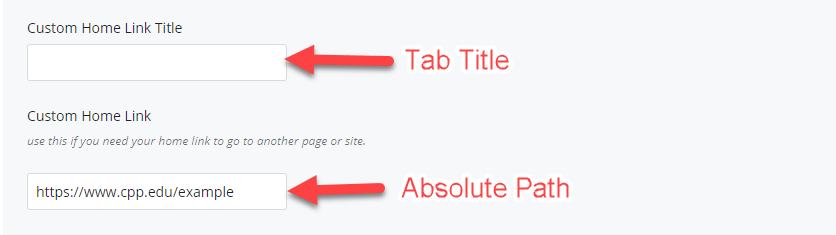 Custom Home Link Title
Tab Title
Custom Home Link
use this if you need your home link to go to another page or site.
https://www.cpp.edu/example
Absolute Path